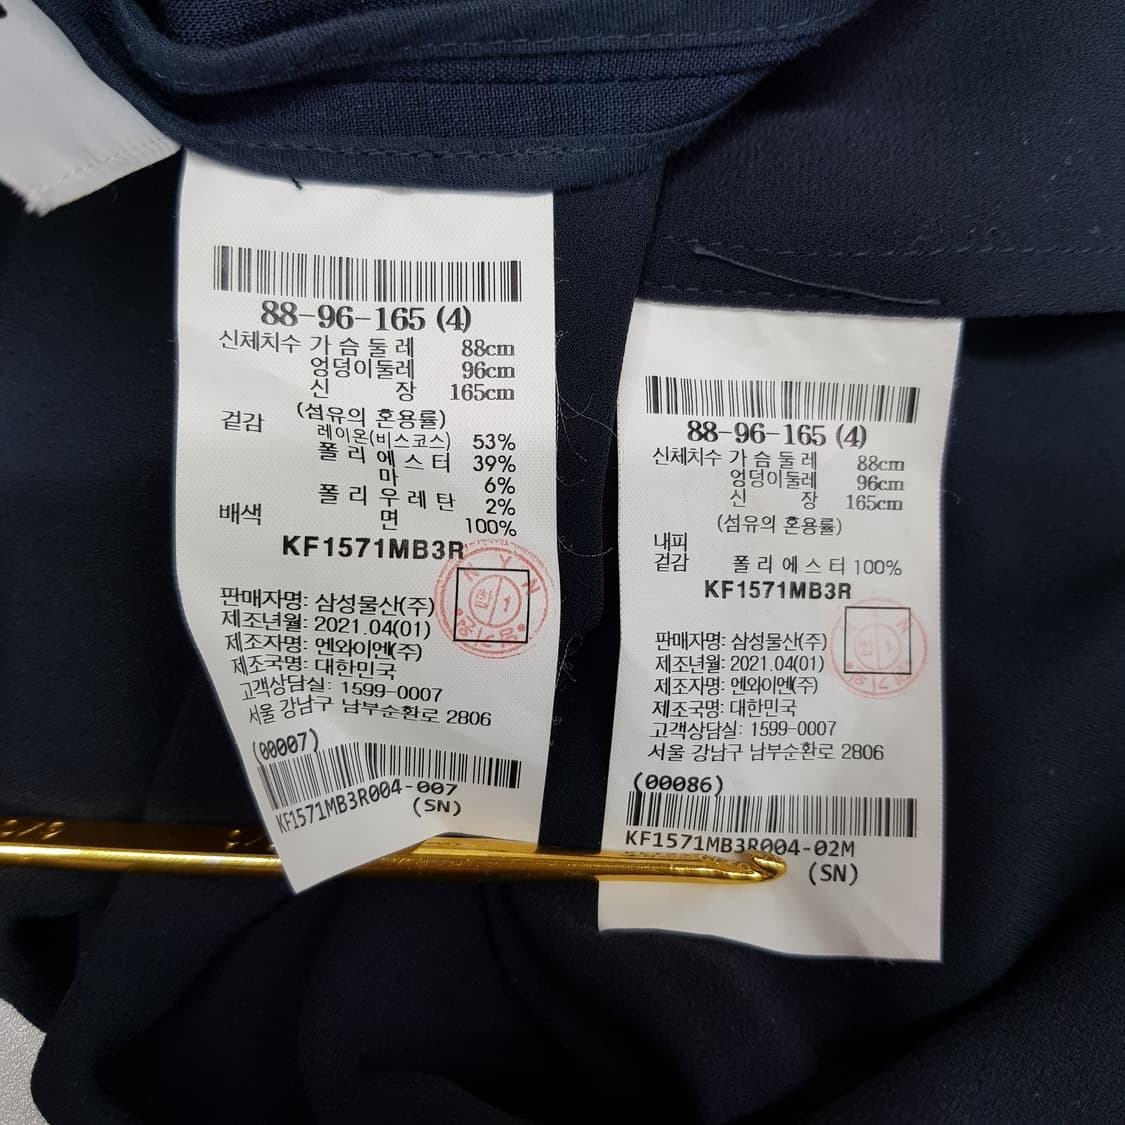 88-96-165 (4)
신체치수 가슴둘레 88cm
엉덩이둘레 96cm
신 장 165cm
(섬유의 혼용률)
겉감 레이온(비스코스) 53%
폴리에스터 39%
마 6%
폴리우레탄 2%
배색 면 100%
KF1571MB3R
N Y N
1
판매자명: 삼성물산(주)
제조년월: 2021.04(01)
제조자명: 엔와이엔(주)
제조국명: 대한민국
고객상담실: 1599-0007
서울 강남구 남부순환로 2806
(00007)
KF1571MB3R004-007
(SN)
88-96-165 (4)
신체치수 가슴둘레 88cm
엉덩이둘레 96cm
신 장 165cm
(섬유의 혼용률)
내피
겉감 폴리에스터 100%
KF1571MB3R
판매자명: 삼성물산(주)
제조년월: 2021.04(01)
제조자명: 엔와이엔(주)
제조국명: 대한민국
고객상담실: 1599-0007
서울 강남구 남부순환로 2806
(00086)
KF1571MB3R004-02M
(SN)